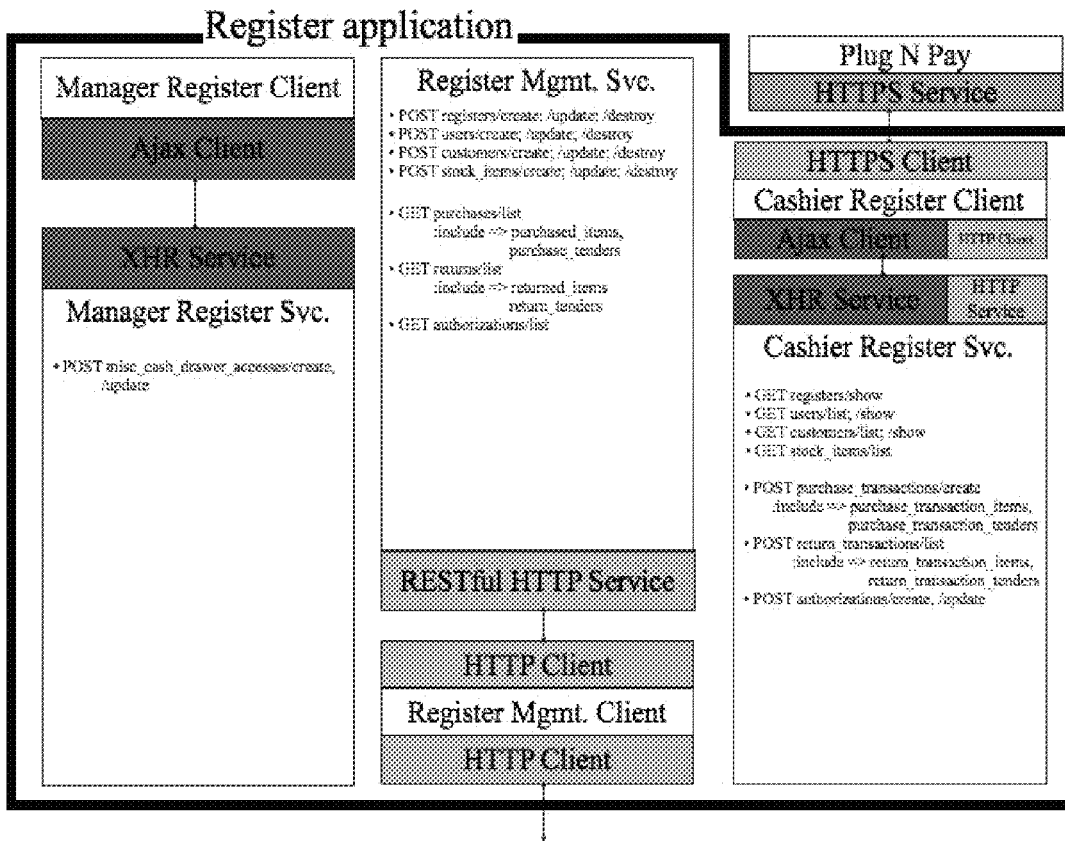 Register application
Manager Register Client
Ajax Client
XHR Service
Manager Register Svc.
• POST misc_cash_drawer_accesses/create,
/update
Register Mgmt. Svc.
• POST registers/create; /update; /destroy
• POST users/create; /update; /destroy
• POST customers/create; /update; /destroy
• POST stock_items/create; /update; /destroy
• GET purchases/list
:include => purchased_items,
purchase_tenders
• GET returns/list
:include => returned_items
return_tenders
• GET authorizations/list
RESTful HTTP Service
HTTP Client
Register Mgmt. Client
HTTP Client
Plug N Pay
HTTPS Service
HTTPS Client
Cashier Register Client
Ajax Client
HTTP Client
XHR Service
HTTP
Service
Cashier Register Svc.
• GET registers/show
• GET users/list; /show
• GET customers/list; /show
• GET stock_items/list
• POST purchase_transactions/create
:include => purchase_transaction_items,
purchase_transaction_tenders
• POST return_transactions/list
:include => return_transaction_items,
return_transaction_tenders
• POST authorizations/create, /update